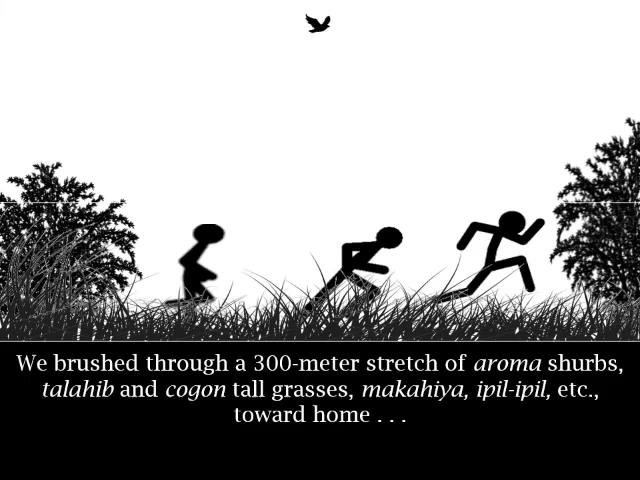 We brushed through a 300-meter stretch of aroma shurbs,
talahib and cogon tall grasses, makahiya, ipil-ipil, etc.,
toward home . . .